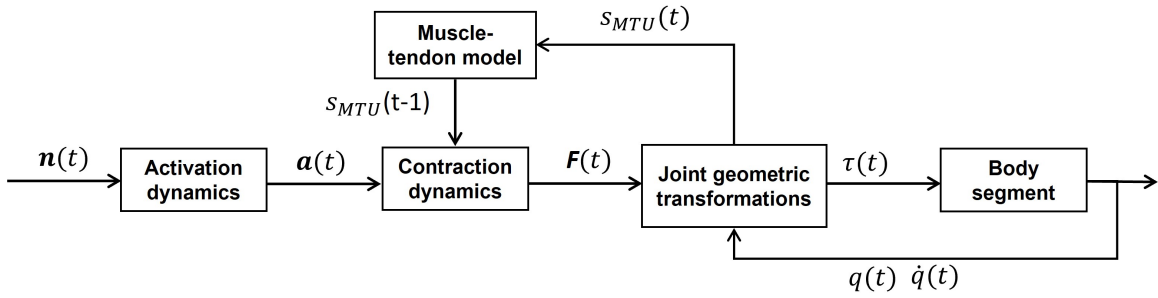 s_MTU(t)
Muscle-
tendon model
s_MTU(t-1)
n(t)
Activation
dynamics
a(t)
Contraction
dynamics
F(t)
Joint geometric
transformations
τ(t)
Body
segment
q(t) q̇(t)